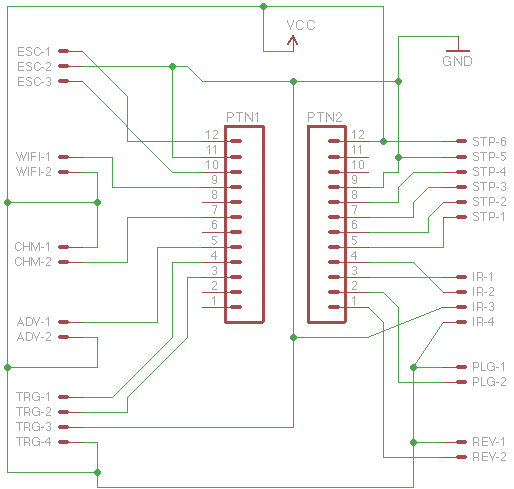 VCC
ESC-1
ESC-2
ESC-3
GND
PTN1
PTN2
12
11
10
9
8
7
6
5
4
3
2
1
12
11
10
9
8
7
6
5
4
3
2
1
WIFI-1
WIFI-2
CHM-1
CHM-2
ADV-1
ADV-2
TRG-1
TRG-2
TRG-3
TRG-4
STP-6
STP-5
STP-4
STP-3
STP-2
STP-1
IR-1
IR-2
IR-3
IR-4
PLG-1
PLG-2
REY-1
REY-2